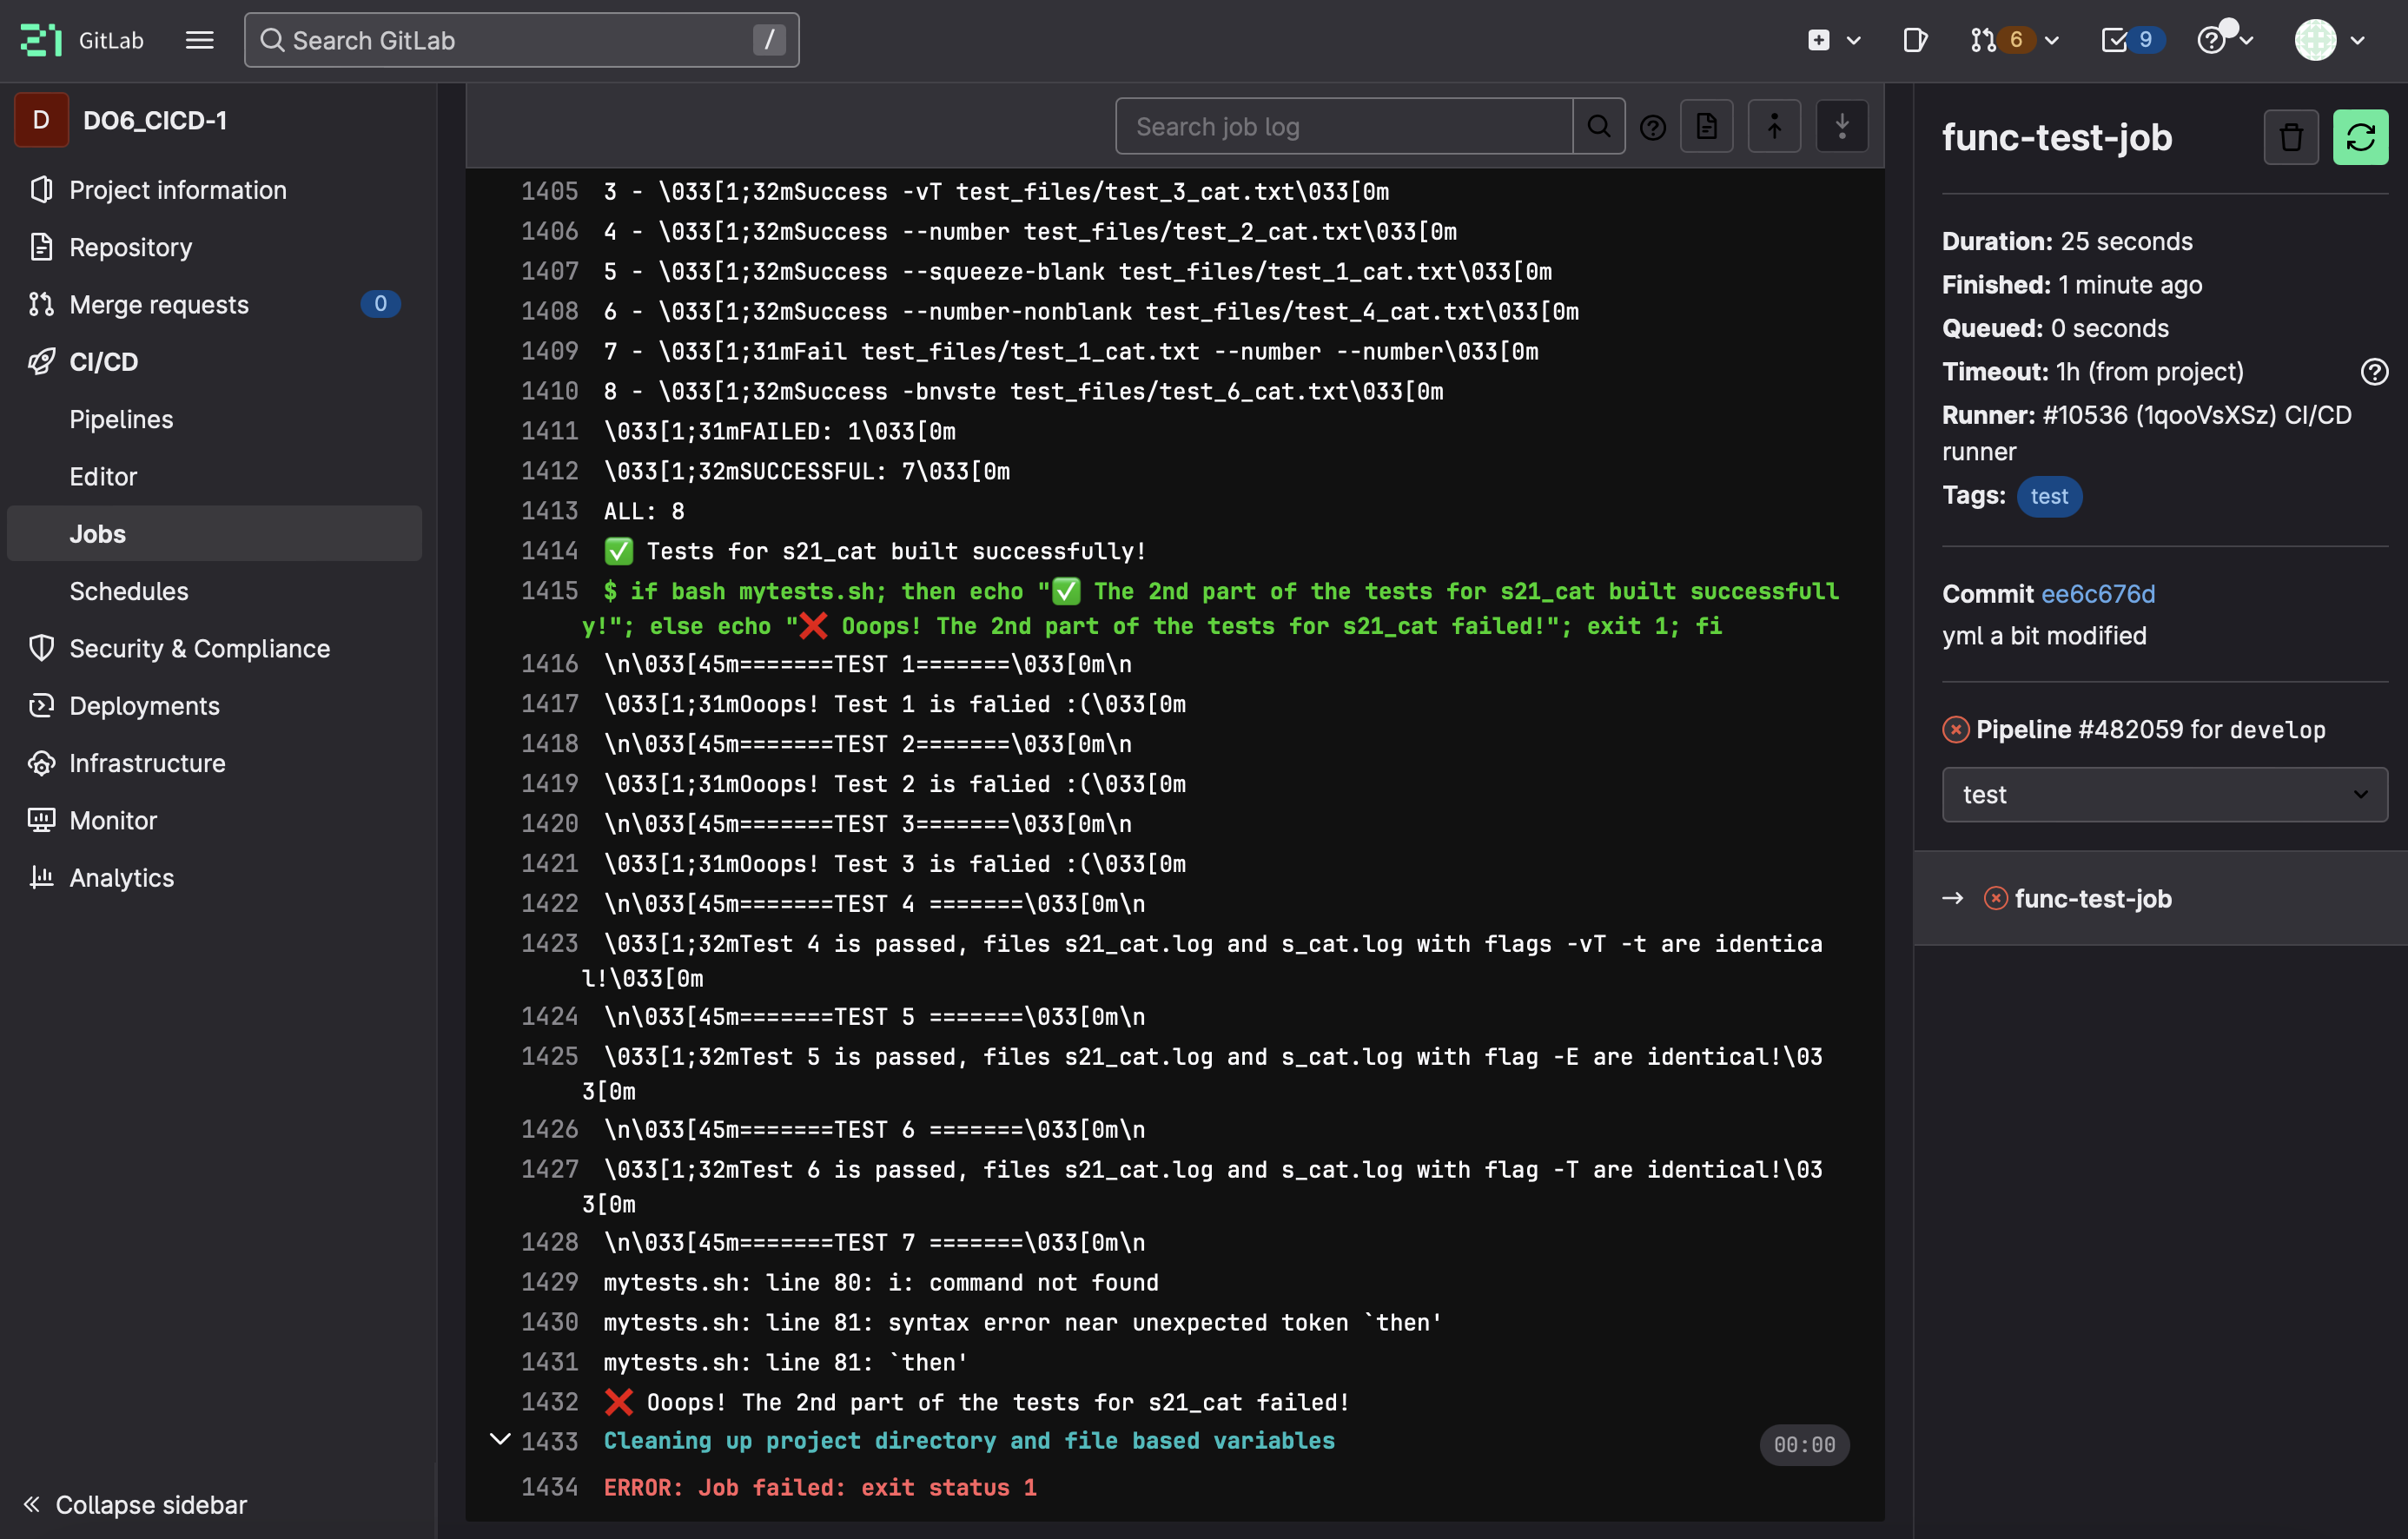 GitLab
Search GitLab
/
6
9
D
DO6_CICD-1
Project information
Repository
Merge requests
0
CI/CD
Pipelines
Editor
Jobs
Schedules
Security & Compliance
Deployments
Infrastructure
Monitor
Analytics
Collapse sidebar
Search job log
1405 3 - \033[1;32mSuccess -vT test_files/test_3_cat.txt\033[0m
1406 4 - \033[1;32mSuccess --number test_files/test_2_cat.txt\033[0m
1407 5 - \033[1;32mSuccess --squeeze-blank test_files/test_1_cat.txt\033[0m
1408 6 - \033[1;32mSuccess --number-nonblank test_files/test_4_cat.txt\033[0m
1409 7 - \033[1;31mFail test_files/test_1_cat.txt --number --number\033[0m
1410 8 - \033[1;32mSuccess -bnvste test_files/test_6_cat.txt\033[0m
1411 \033[1;31mFAILED: 1\033[0m
1412 \033[1;32mSUCCESSFUL: 7\033[0m
1413 ALL: 8
1414 ✅ Tests for s21_cat built successfully!
1415 $ if bash mytests.sh; then echo "✅ The 2nd part of the tests for s21_cat built successfull
y!"; else echo "❌ Ooops! The 2nd part of the tests for s21_cat failed!"; exit 1; fi
1416 \n\033[45m=======TEST 1=======\033[0m\n
1417 \033[1;31mOoops! Test 1 is falied :(\033[0m
1418 \n\033[45m=======TEST 2=======\033[0m\n
1419 \033[1;31mOoops! Test 2 is falied :(\033[0m
1420 \n\033[45m=======TEST 3=======\033[0m\n
1421 \033[1;31mOoops! Test 3 is falied :(\033[0m
1422 \n\033[45m=======TEST 4 =======\033[0m\n
1423 \033[1;32mTest 4 is passed, files s21_cat.log and s_cat.log with flags -vT -t are identica
l!\033[0m
1424 \n\033[45m=======TEST 5 =======\033[0m\n
1425 \033[1;32mTest 5 is passed, files s21_cat.log and s_cat.log with flag -E are identical!\03
3[0m
1426 \n\033[45m=======TEST 6 =======\033[0m\n
1427 \033[1;32mTest 6 is passed, files s21_cat.log and s_cat.log with flag -T are identical!\03
3[0m
1428 \n\033[45m=======TEST 7 =======\033[0m\n
1429 mytests.sh: line 80: i: command not found
1430 mytests.sh: line 81: syntax error near unexpected token `then'
1431 mytests.sh: line 81: `then'
1432 ❌ Ooops! The 2nd part of the tests for s21_cat failed!
1433 Cleaning up project directory and file based variables
00:00
1434 ERROR: Job failed: exit status 1
func-test-job
Duration: 25 seconds
Finished: 1 minute ago
Queued: 0 seconds
Timeout: 1h (from project)
Runner: #10536 (1qooVsXSz) CI/CD
runner
Tags: test
Commit ee6c676d
yml a bit modified
Pipeline #482059 for develop
test
→ func-test-job